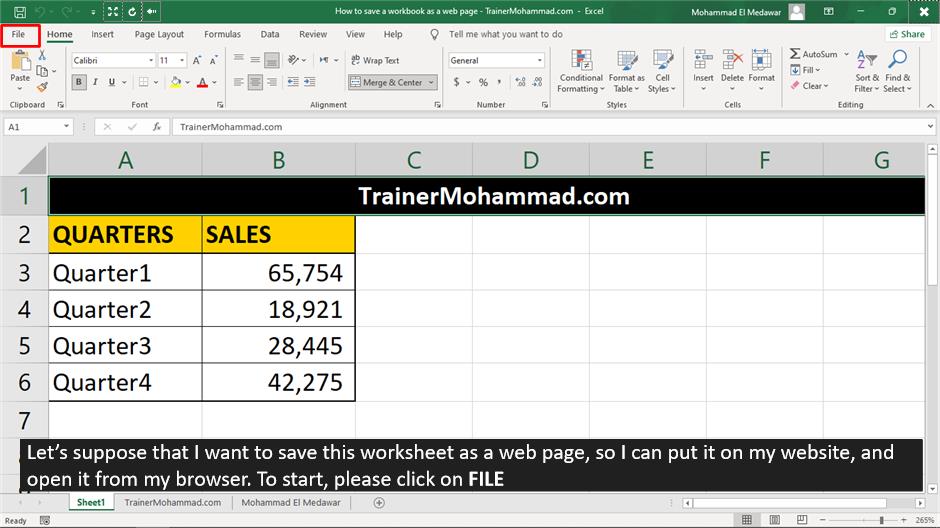 How to save a workbook as a web page - TrainerMohammad.com - Excel
Mohammad El Medawar
File Home Insert Page Layout Formulas Data Review View Help Tell me what you want to do Share
Calibri 11 Wrap Text General AutoSum
Paste B I U Merge & Center $ % Conditional Formatting Format as Table Cell Styles Insert Delete Format Fill Clear Sort & Filter Find & Select
Clipboard Font Alignment Number Styles Cells Editing
A1 fx TrainerMohammad.com
A B C D E F G
1 TrainerMohammad.com
2 QUARTERS SALES
3 Quarter1 65,754
4 Quarter2 18,921
5 Quarter3 28,445
6 Quarter4 42,275
7
Let's suppose that I want to save this worksheet as a web page, so I can put it on my website, and
open it from my browser. To start, please click on FILE
Sheet1 TrainerMohammad.com Mohammad El Medawar
Ready 265%